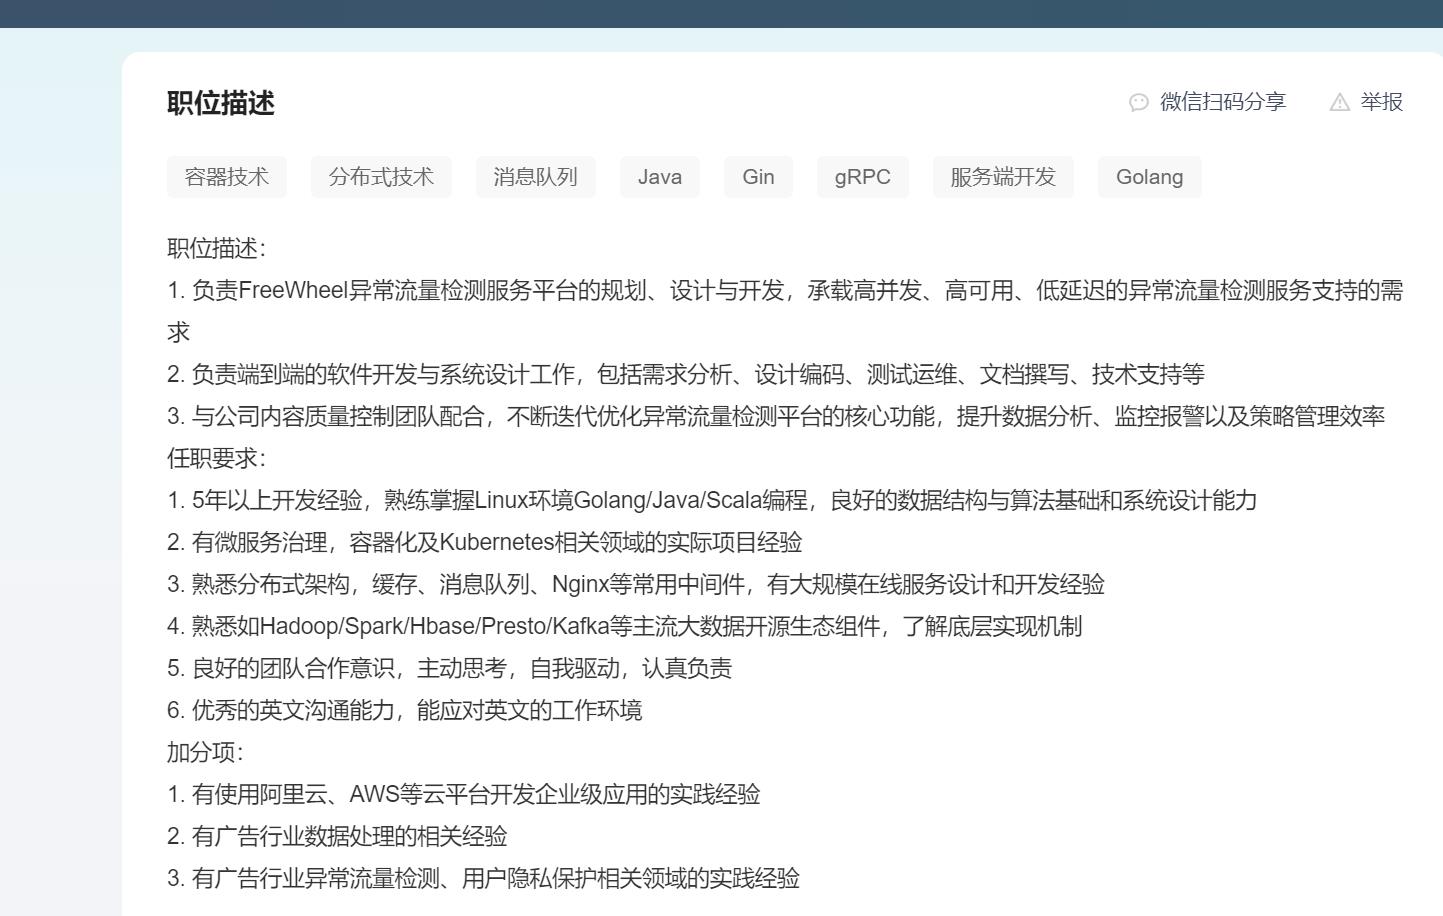 职位描述
微信扫码分享
举报
容器技术 分布式技术 消息队列 Java Gin gRPC 服务端开发 Golang
职位描述：
1. 负责FreeWheel异常流量检测服务平台的规划、设计与开发，承载高并发、高可用、低延迟的异常流量检测服务支持的需
求
2. 负责端到端的软件开发与系统设计工作，包括需求分析、设计编码、测试运维、文档撰写、技术支持等
3. 与公司内容质量控制团队配合，不断迭代优化异常流量检测平台的核心功能，提升数据分析、监控报警以及策略管理效率
任职要求：
1. 5年以上开发经验，熟练掌握Linux环境Golang/Java/Scala编程，良好的数据结构与算法基础和系统设计能力
2. 有微服务治理，容器化及Kubernetes相关领域的实际项目经验
3. 熟悉分布式架构，缓存、消息队列、Nginx等常用中间件，有大规模在线服务设计和开发经验
4. 熟悉如Hadoop/Spark/Hbase/Presto/Kafka等主流大数据开源生态组件，了解底层实现机制
5. 良好的团队合作意识，主动思考，自我驱动，认真负责
6. 优秀的英文沟通能力，能应对英文的工作环境
加分项：
1. 有使用阿里云、AWS等云平台开发企业级应用的实践经验
2. 有广告行业数据处理的相关经验
3. 有广告行业异常流量检测、用户隐私保护相关领域的实践经验